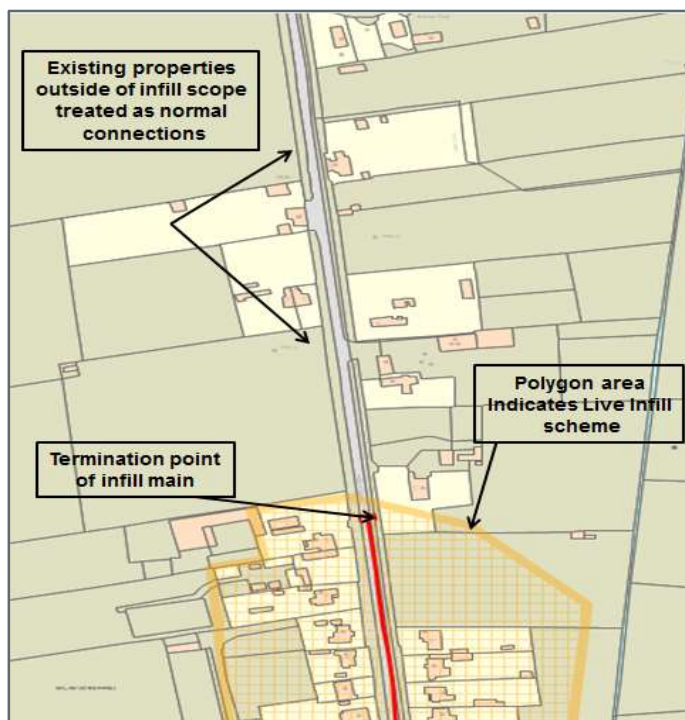 Existing properties
outside of infill scope
treated as normal
connections
Polygon area
Indicates Live Infill
scheme
Termination point
of infill main